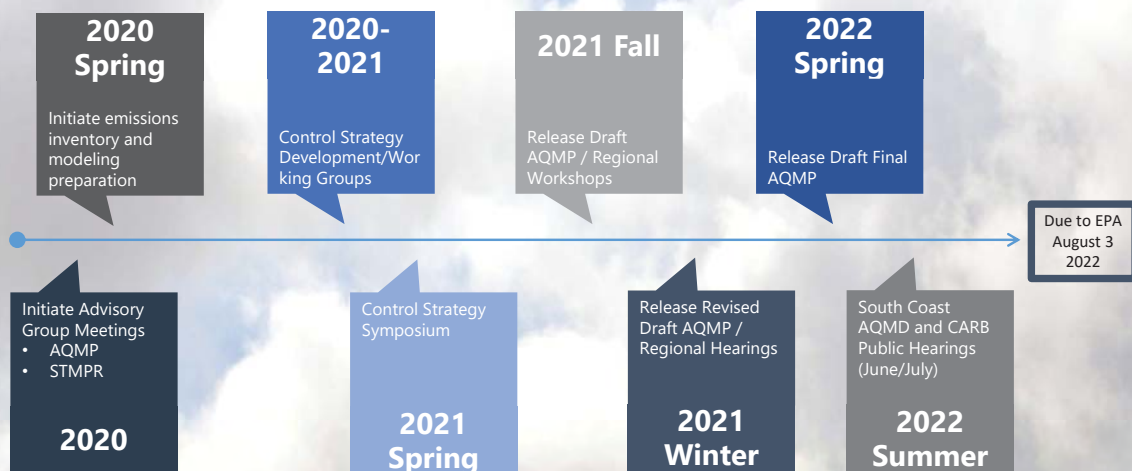 2020
Spring
Initiate emissions
inventory and
modeling
preparation
2020-
2021
Control Strategy
Development/Wor
king Groups
2021 Fall
Release Draft
AQMP / Regional
Workshops
2022
Spring
Release Draft Final
AQMP
Due to EPA
August 3
2022
Initiate Advisory
Group Meetings
• AQMP
• STMPR
2020
Control Strategy
Symposium
2021
Spring
Release Revised
Draft AQMP /
Regional Hearings
2021
Winter
South Coast
AQMD and CARB
Public Hearings
(June/July)
2022
Summer